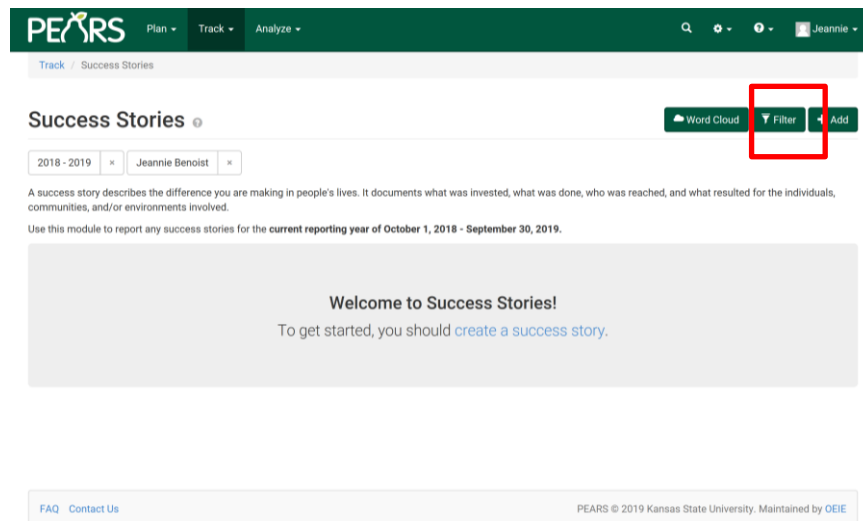 PEARS Plan Track Analyze Jeannie
Track / Success Stories
Success Stories Word Cloud Filter + Add
2018 - 2019 × Jeannie Benoist ×
A success story describes the difference you are making in people's lives. It documents what was invested, what was done, who was reached, and what resulted for the individuals,
communities, and/or environments involved.
Use this module to report any success stories for the current reporting year of October 1, 2018 - September 30, 2019.
Welcome to Success Stories!
To get started, you should create a success story.
FAQ Contact Us PEARS © 2019 Kansas State University. Maintained by OEIE